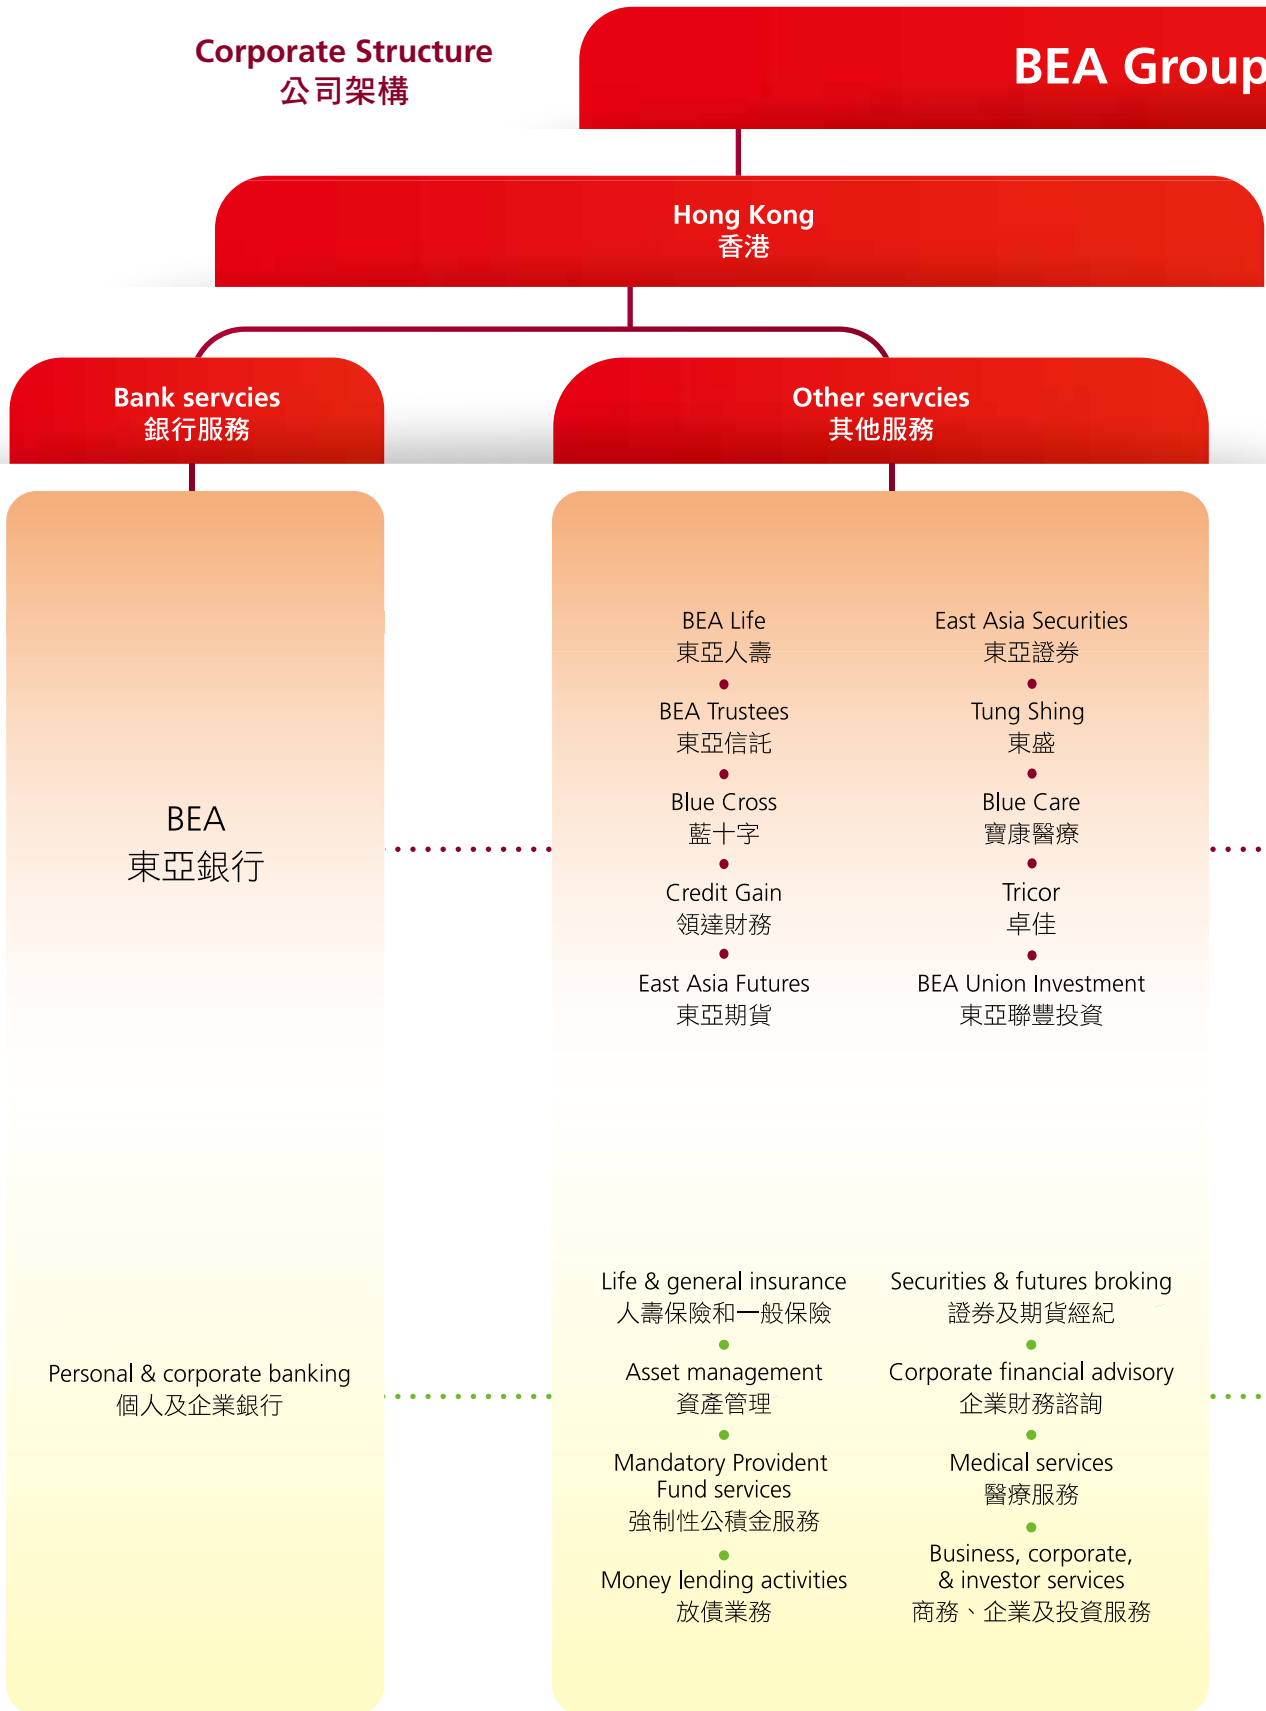 Corporate Structure
公司架構
BEA Group
Hong Kong
香港
Bank servcies
銀行服務
Other servcies
其他服務
BEA
東亞銀行
BEA Life
東亞人壽
BEA Trustees
東亞信託
Blue Cross
藍十字
Credit Gain
領達財務
East Asia Futures
東亞期貨
East Asia Securities
東亞證券
Tung Shing
東盛
Blue Care
寶康醫療
Tricor
卓佳
BEA Union Investment
東亞聯豐投資
Personal & corporate banking
個人及企業銀行
Life & general insurance
人壽保險和一般保險
Asset management
資產管理
Mandatory Provident
Fund services
強制性公積金服務
Money lending activities
放債業務
Securities & futures broking
證券及期貨經紀
Corporate financial advisory
企業財務諮詢
Medical services
醫療服務
Business, corporate,
& investor services
商務、企業及投資服務